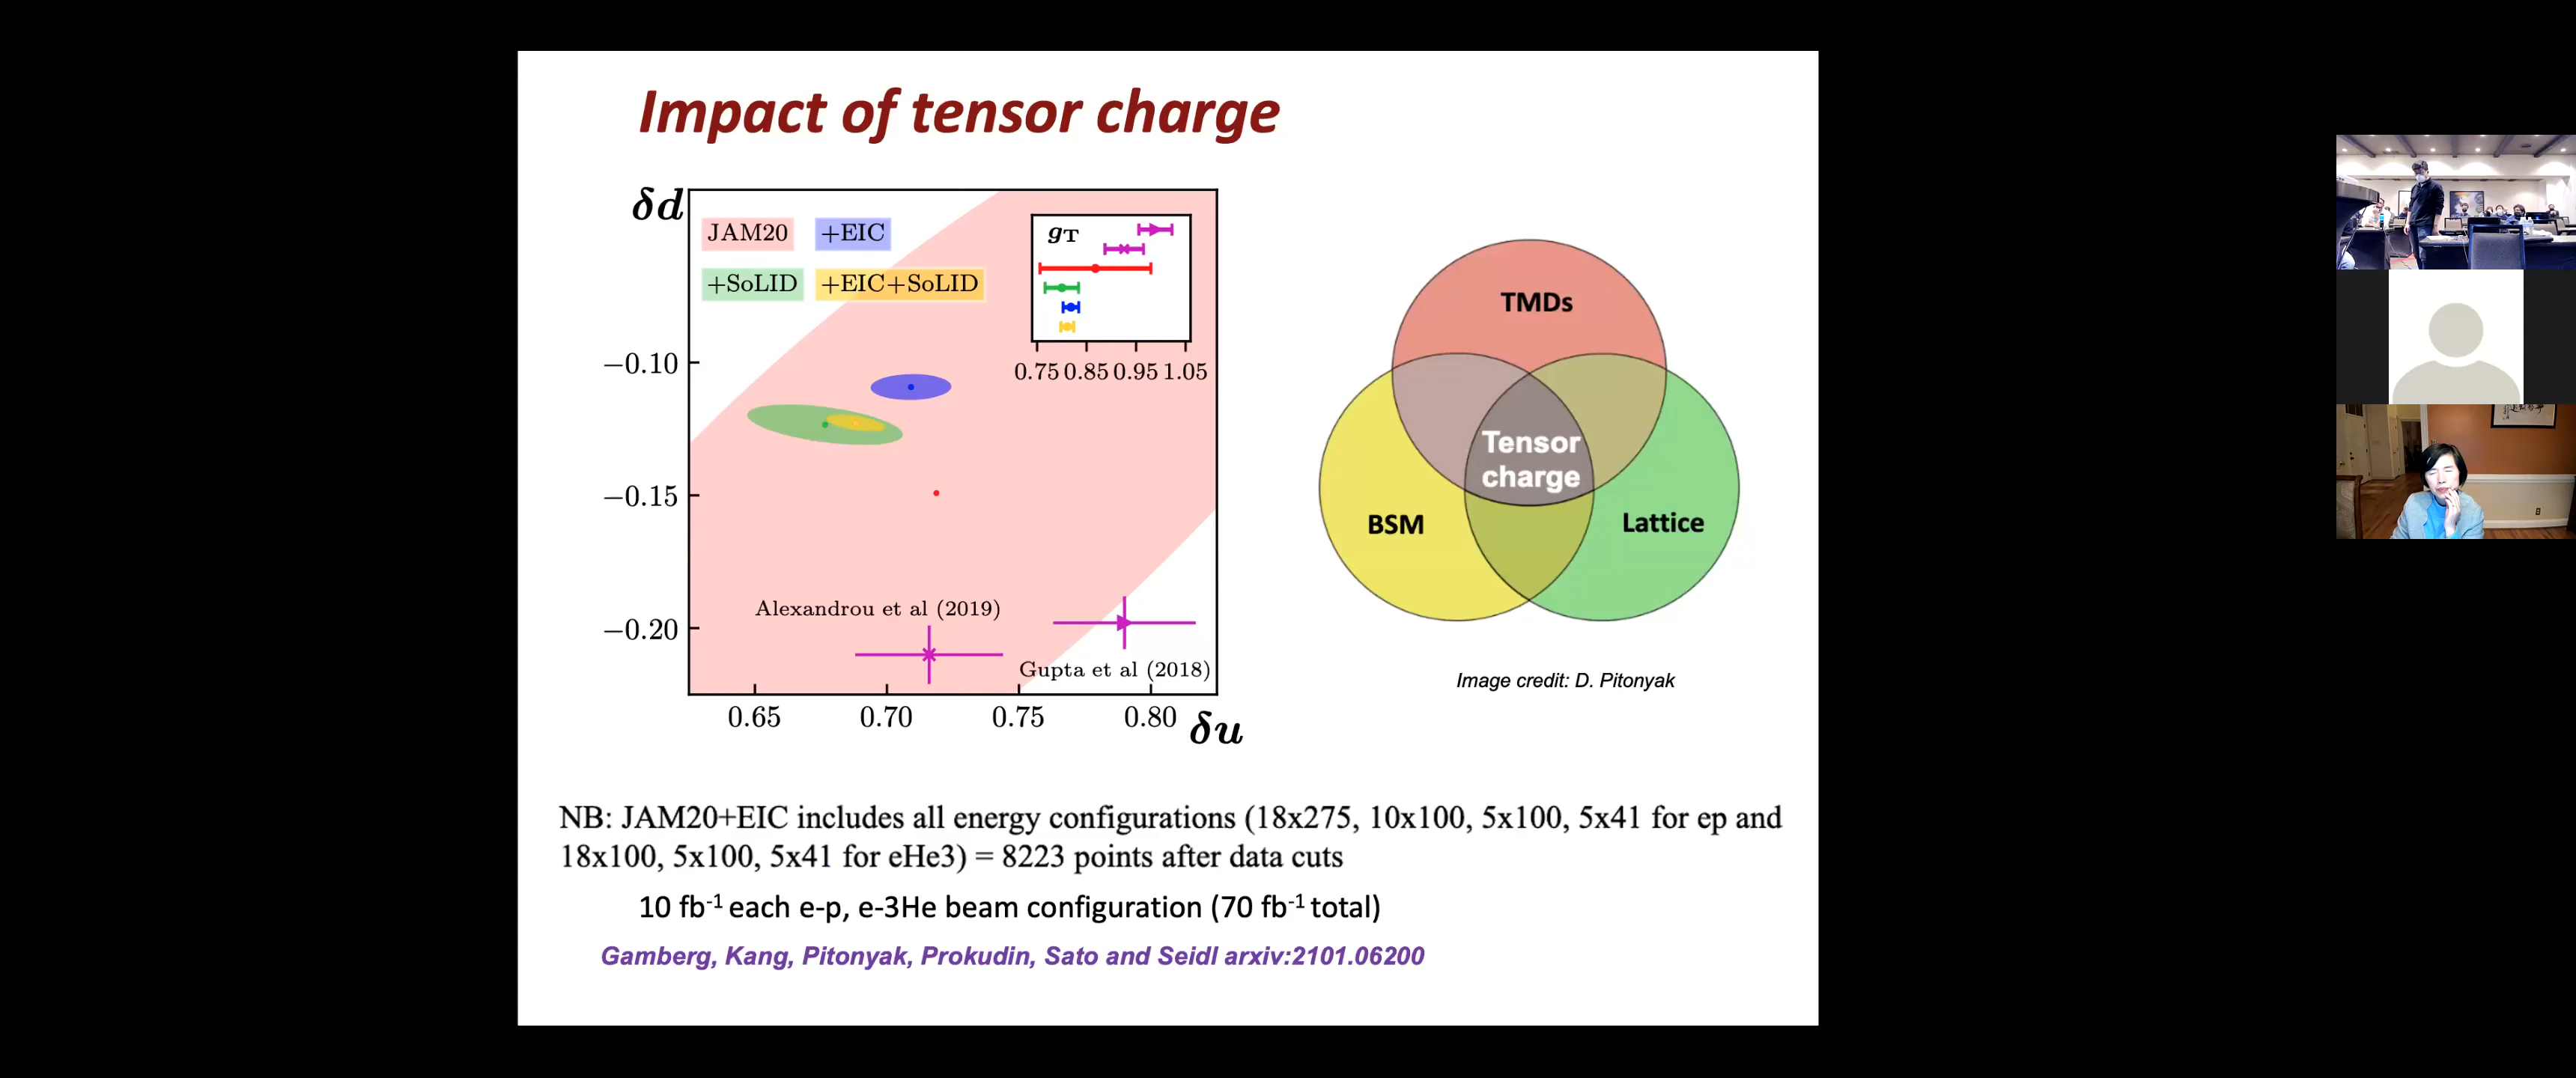 Impact of tensor charge
δd
JAM20
+EIC
+SoLID
+EIC+SoLID
gT
0.75 0.85 0.95 1.05
−0.10
−0.15
−0.20
Alexandrou et al (2019)
Gupta et al (2018)
0.65
0.70
0.75
0.80
δu
TMDs
Tensor
charge
BSM
Lattice
Image credit: D. Pitonyak
NB: JAM20+EIC includes all energy configurations (18x275, 10x100, 5x100, 5x41 for ep and
18x100, 5x100, 5x41 for eHe3) = 8223 points after data cuts
10 fb⁻¹ each e-p, e-3He beam configuration (70 fb⁻¹ total)
Gamberg, Kang, Pitonyak, Prokudin, Sato and Seidl arxiv:2101.06200